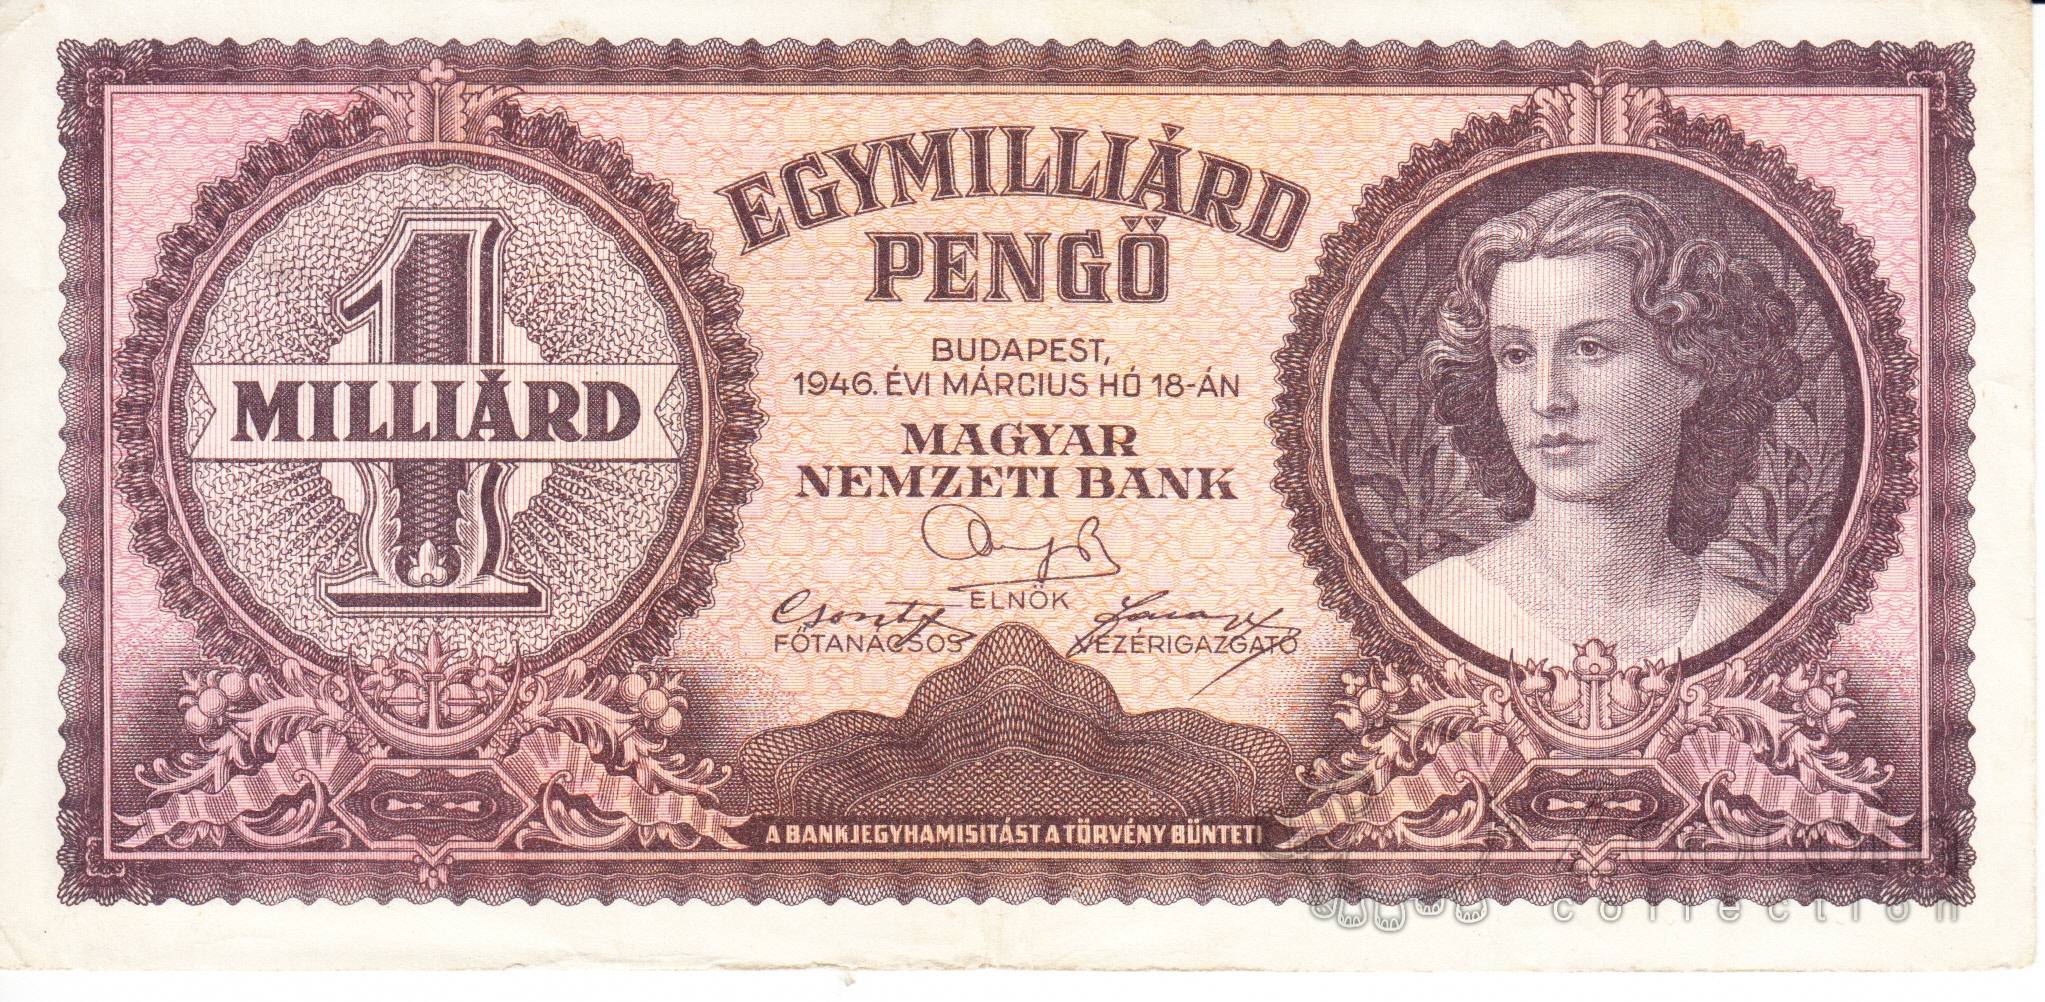 EGYMILLIÁRD
PENGŐ
1
MILLIÁRD
BUDAPEST,
1946. ÉVI MÁRCIUS HÓ 18-ÁN
MAGYAR
NEMZETI BANK
ELNÖK
FŐTANÁCSOS
VEZÉRIGAZGATÓ
A BANKJEGYHAMISITÁST A TÖRVÉNY BÜNTETI
collection